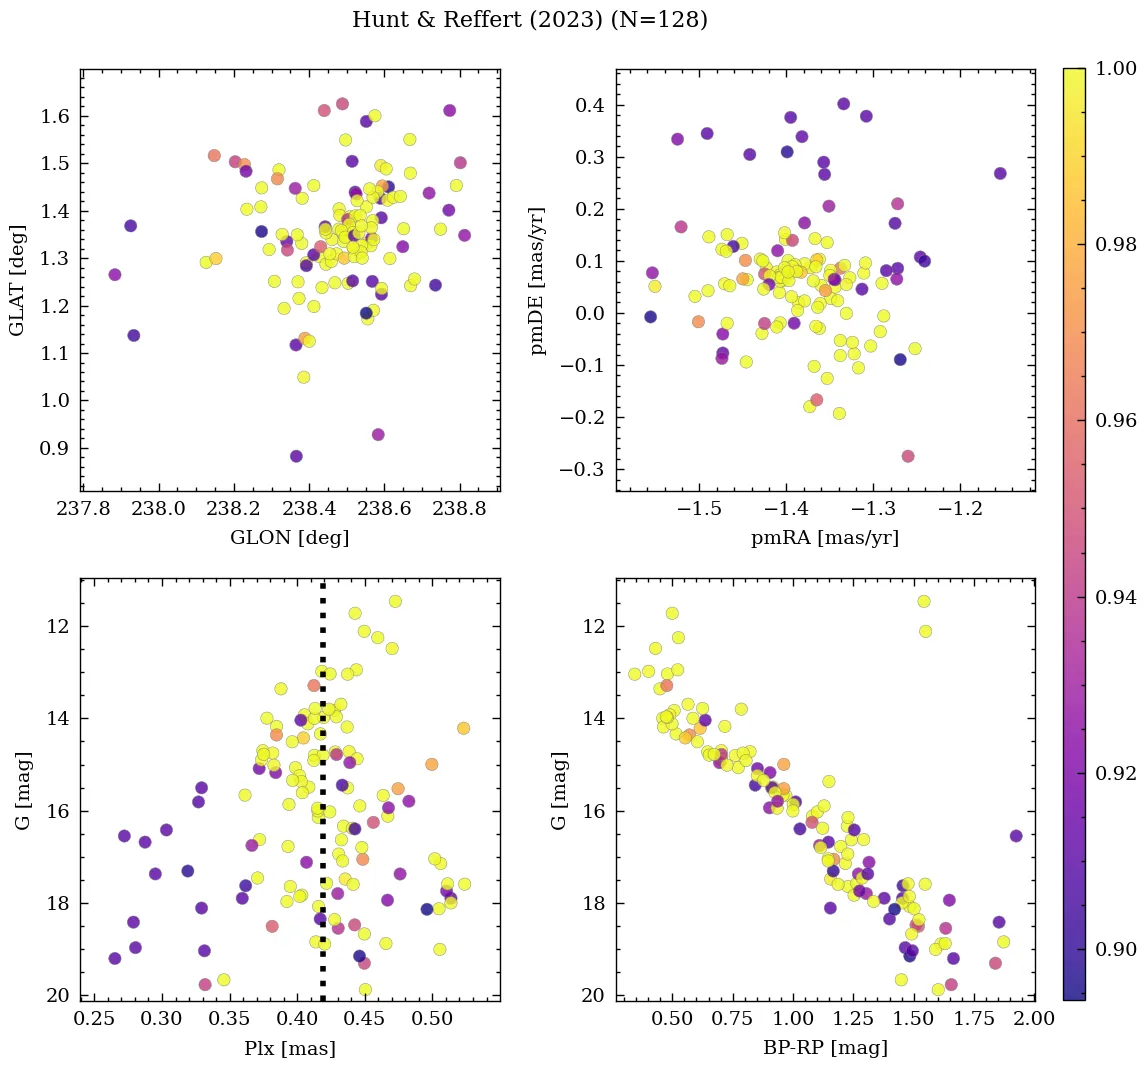 Hunt & Reffert (2023) (N=128)
1.6
1.5
1.4
1.3
1.2
1.1
1.0
0.9
GLAT [deg]
237.8 238.0 238.2 238.4 238.6 238.8
GLON [deg]
0.4
0.3
0.2
0.1
0.0
−0.1
−0.2
−0.3
pmDE [mas/yr]
−1.5 −1.4 −1.3 −1.2
pmRA [mas/yr]
12
14
16
18
20
G [mag]
0.25 0.30 0.35 0.40 0.45 0.50
Plx [mas]
12
14
16
18
20
G [mag]
0.50 0.75 1.00 1.25 1.50 1.75 2.00
BP-RP [mag]
1.00
0.98
0.96
0.94
0.92
0.90